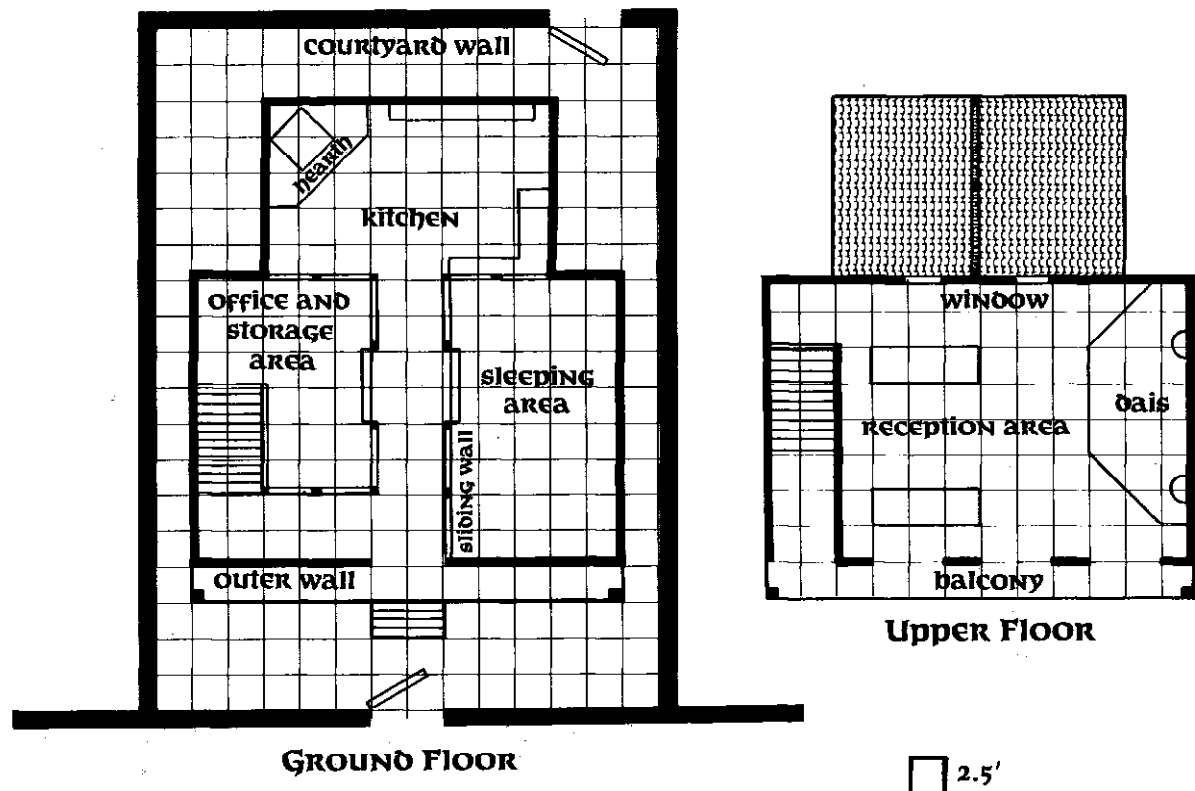 Courtyard Wall
Hearth
Kitchen
Office and
Storage
Area
Sleeping
Area
Sliding Wall
Outer Wall
Ground Floor
Window
Reception Area
Dais
Balcony
Upper Floor
2.5'